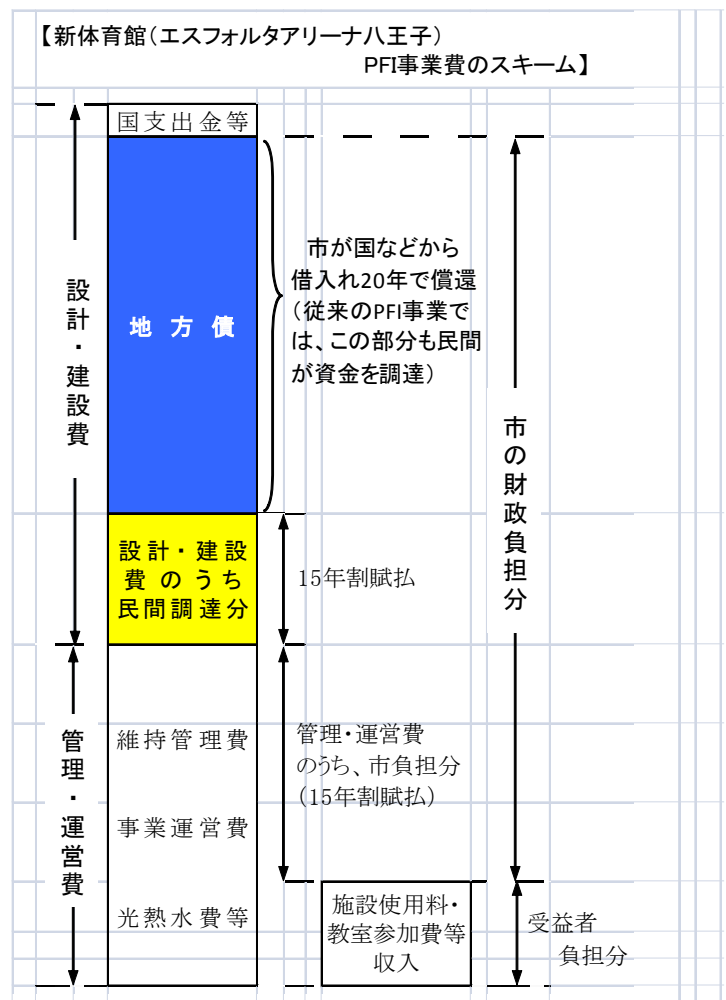 【新体育館(エスフォルタアリーナ八王子)
PFI事業費のスキーム】
国支出金等
地方債
市が国などから
借入れ20年で償還
(従来のPFI事業で
は、この部分も民間
が資金を調達)
設計・建設費
市の財政負担分
設計・建設
費のうち
民間調達分
15年割賦払
管理・運営費
維持管理費
事業運営費
光熱水費等
管理・運営費
のうち、市負担分
(15年割賦払)
施設使用料・
教室参加費等
収入
受益者
負担分